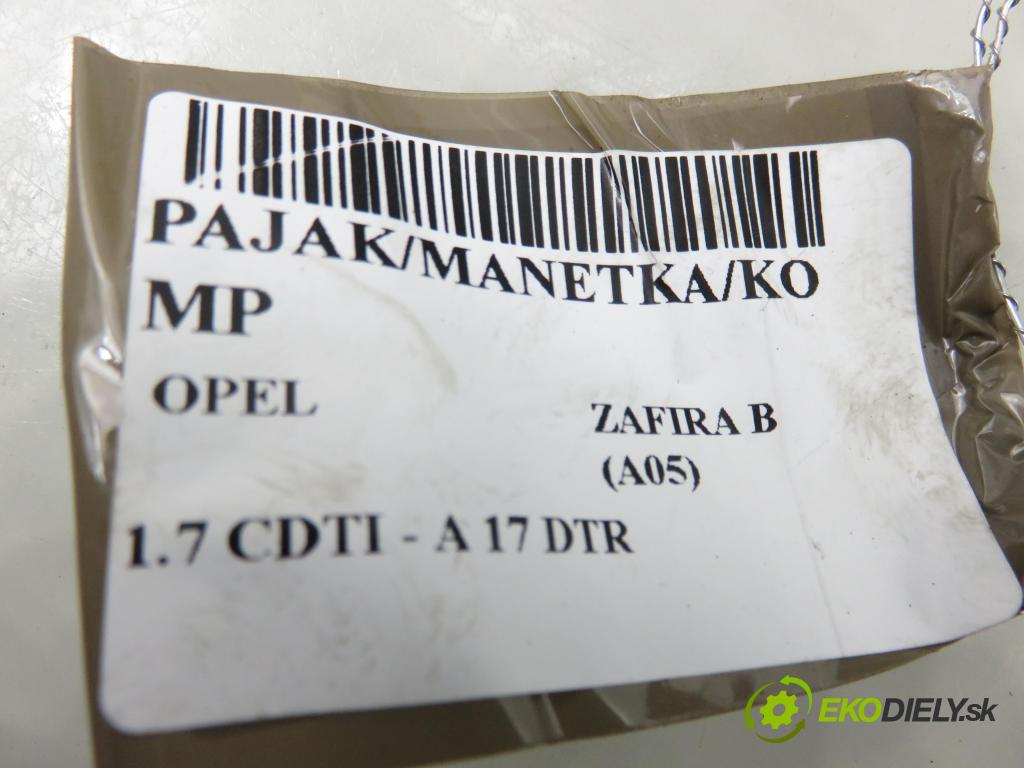 PAJAK/MANETKA/KO
MP
OPEL
ZAFIRA B
(A05)
1.7 CDTI - A 17 DTR
EKODIELY.sk